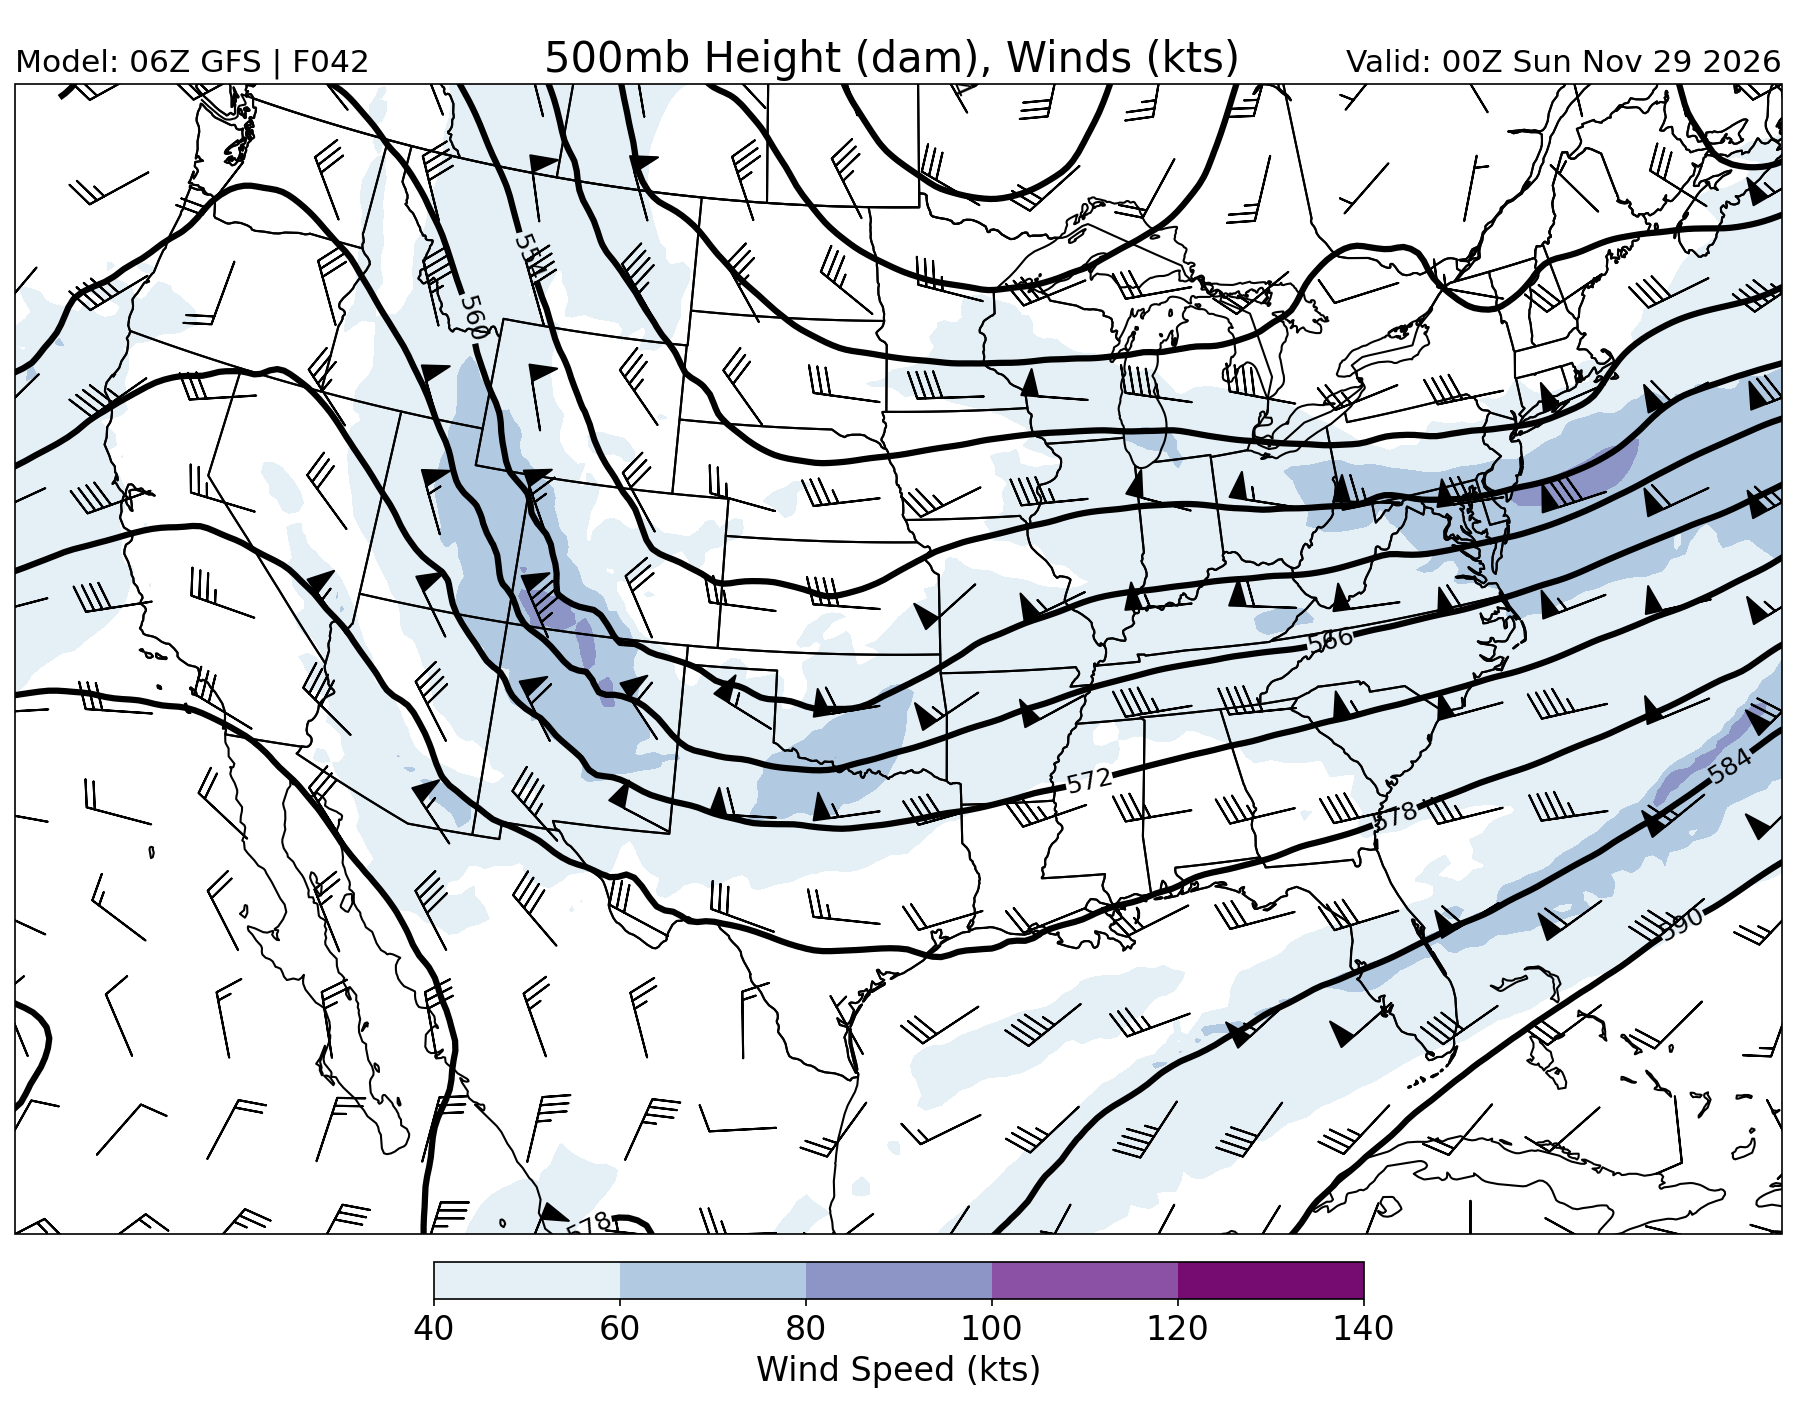 Model: 06Z GFS | F042
500mb Height (dam), Winds (kts)
Valid: 00Z Sun Nov 29 2026
554
560
566
572
584
578
590
578
40 60 80 100 120 140
Wind Speed (kts)